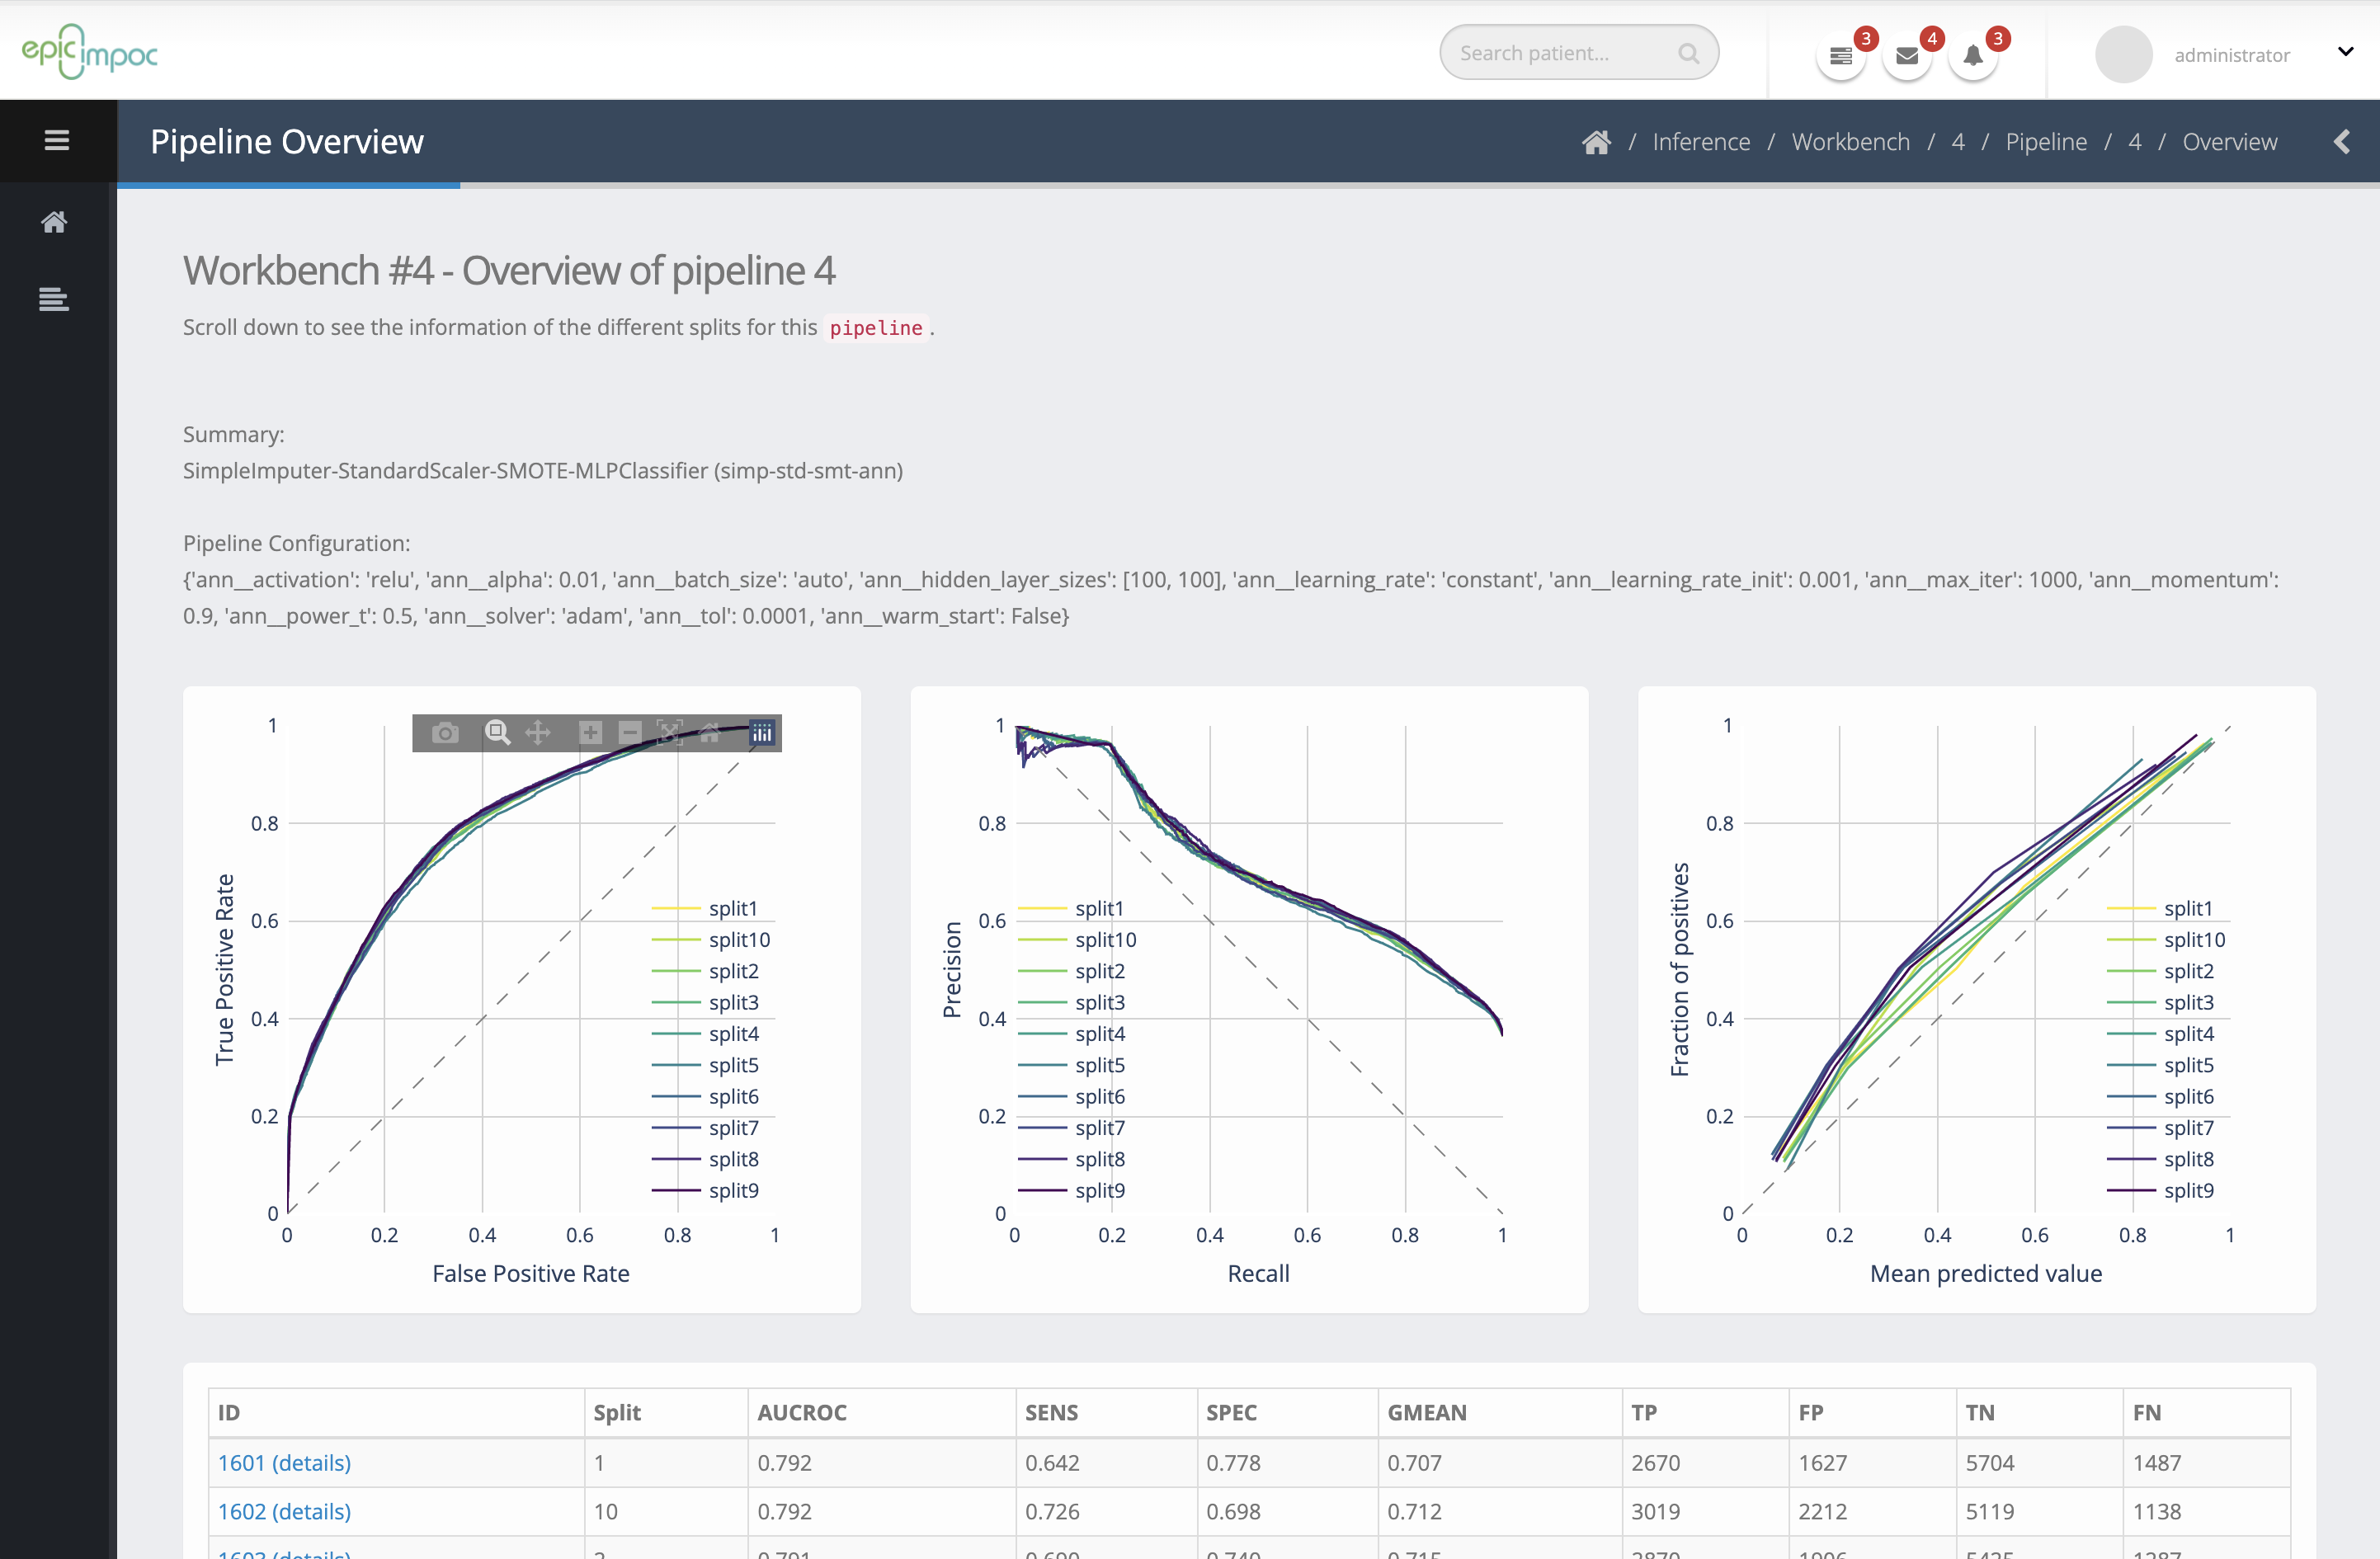 epicimpoc
Search patient...
3
4
3
administrator
Pipeline Overview
/ Inference / Workbench / 4 / Pipeline / 4 / Overview
Workbench #4 - Overview of pipeline 4
Scroll down to see the information of the different splits for this pipeline.
Summary:
SimpleImputer-StandardScaler-SMOTE-MLPClassifier (simp-std-smt-ann)
Pipeline Configuration:
{'ann__activation': 'relu', 'ann__alpha': 0.01, 'ann__batch_size': 'auto', 'ann__hidden_layer_sizes': [100, 100], 'ann__learning_rate': 'constant', 'ann__learning_rate_init': 0.001, 'ann__max_iter': 1000, 'ann__momentum':
0.9, 'ann__power_t': 0.5, 'ann__solver': 'adam', 'ann__tol': 0.0001, 'ann__warm_start': False}
True Positive Rate
1
0.8
0.6
0.4
0.2
0
split1
split10
split2
split3
split4
split5
split6
split7
split8
split9
0 0.2 0.4 0.6 0.8 1
False Positive Rate
Precision
1
0.8
0.6
0.4
0.2
0
split1
split10
split2
split3
split4
split5
split6
split7
split8
split9
0 0.2 0.4 0.6 0.8 1
Recall
Fraction of positives
1
0.8
0.6
0.4
0.2
0
split1
split10
split2
split3
split4
split5
split6
split7
split8
split9
0 0.2 0.4 0.6 0.8 1
Mean predicted value
ID Split AUCROC SENS SPEC GMEAN TP FP TN FN
1601 (details) 1 0.792 0.642 0.778 0.707 2670 1627 5704 1487
1602 (details) 10 0.792 0.726 0.698 0.712 3019 2212 5119 1138